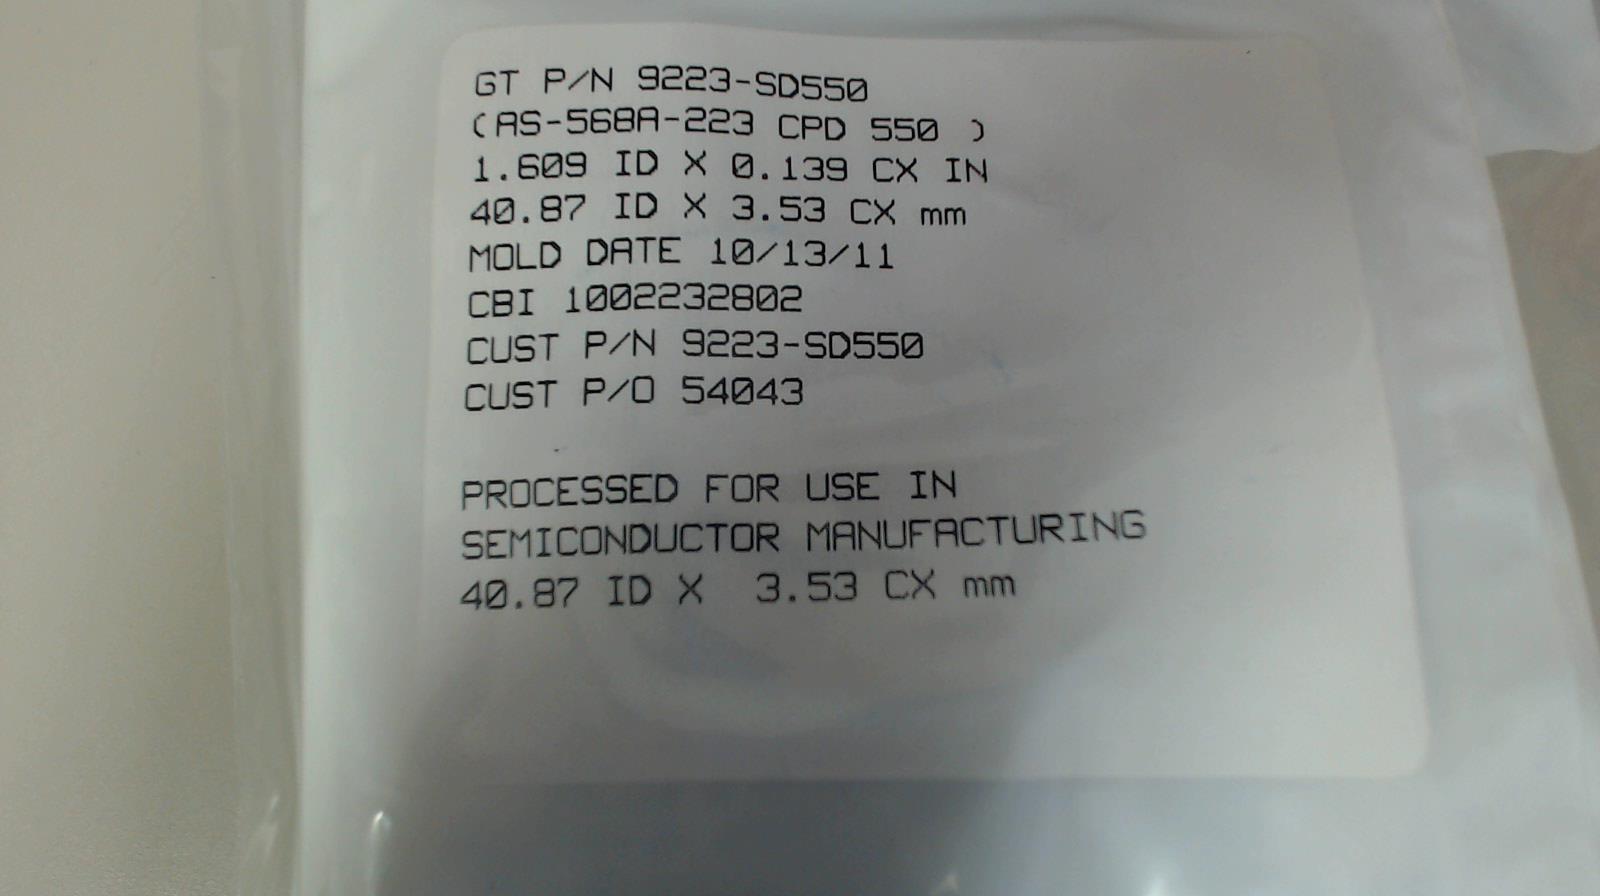 GT P/N 9223-SD550
(AS-568A-223 CPD 550 )
1.609 ID X 0.139 CX IN
40.87 ID X 3.53 CX mm
MOLD DATE 10/13/11
CBI 1002232802
CUST P/N 9223-SD550
CUST P/O 54043
PROCESSED FOR USE IN
SEMICONDUCTOR MANUFACTURING
40.87 ID X  3.53 CX mm